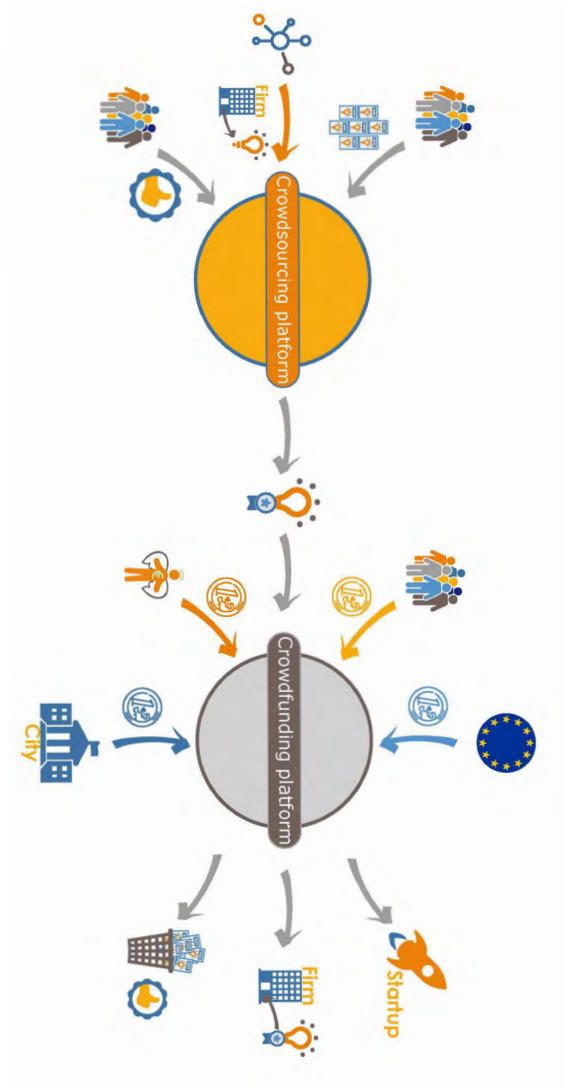 Firm
Crowdsourcing platform
Crowdfunding platform
City
Startup
Firm